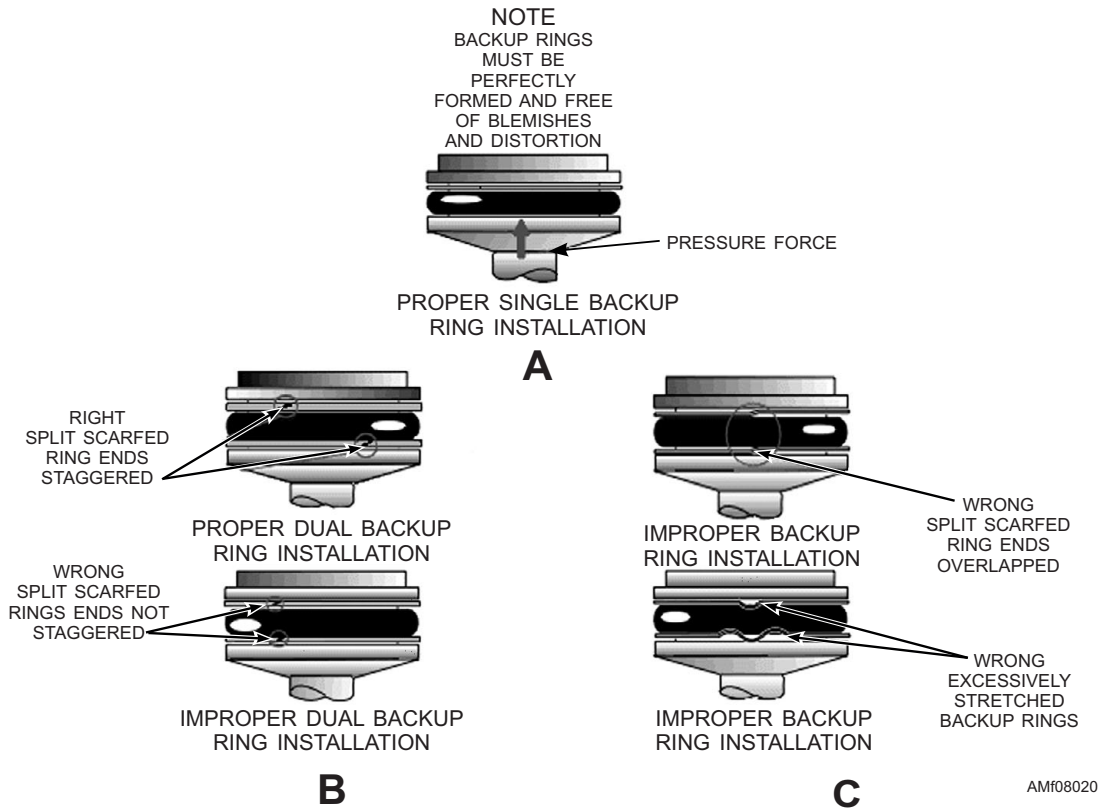 NOTE
BACKUP RINGS
MUST BE
PERFECTLY
FORMED AND FREE
OF BLEMISHES
AND DISTORTION
PRESSURE FORCE
PROPER SINGLE BACKUP
RING INSTALLATION
A
RIGHT
SPLIT SCARFED
RING ENDS
STAGGERED
PROPER DUAL BACKUP
RING INSTALLATION
WRONG
SPLIT SCARFED
RINGS ENDS NOT
STAGGERED
IMPROPER DUAL BACKUP
RING INSTALLATION
B
IMPROPER BACKUP
RING INSTALLATION
WRONG
SPLIT SCARFED
RING ENDS
OVERLAPPED
WRONG
EXCESSIVELY
STRETCHED
BACKUP RINGS
IMPROPER BACKUP
RING INSTALLATION
C
AMf08020